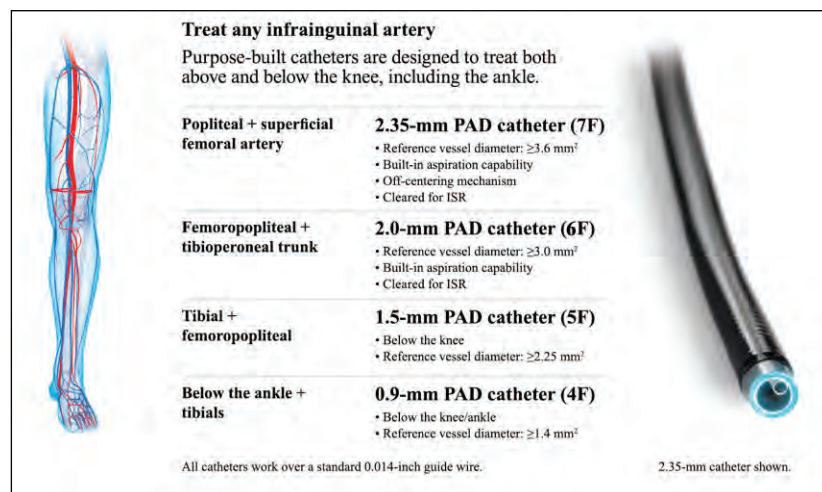 Treat any infrainguinal artery
Purpose-built catheters are designed to treat both
above and below the knee, including the ankle.
Popliteal + superficial
femoral artery
2.35-mm PAD catheter (7F)
• Reference vessel diameter: ≥3.6 mm²
• Built-in aspiration capability
• Off-centering mechanism
• Cleared for ISR
Femoropopliteal +
tibioperoneal trunk
2.0-mm PAD catheter (6F)
• Reference vessel diameter: ≥3.0 mm²
• Built-in aspiration capability
• Cleared for ISR
Tibial +
femoropopliteal
1.5-mm PAD catheter (5F)
• Below the knee
• Reference vessel diameter: ≥2.25 mm²
Below the ankle +
tibials
0.9-mm PAD catheter (4F)
• Below the knee/ankle
• Reference vessel diameter: ≥1.4 mm²
All catheters work over a standard 0.014-inch guide wire.
2.35-mm catheter shown.